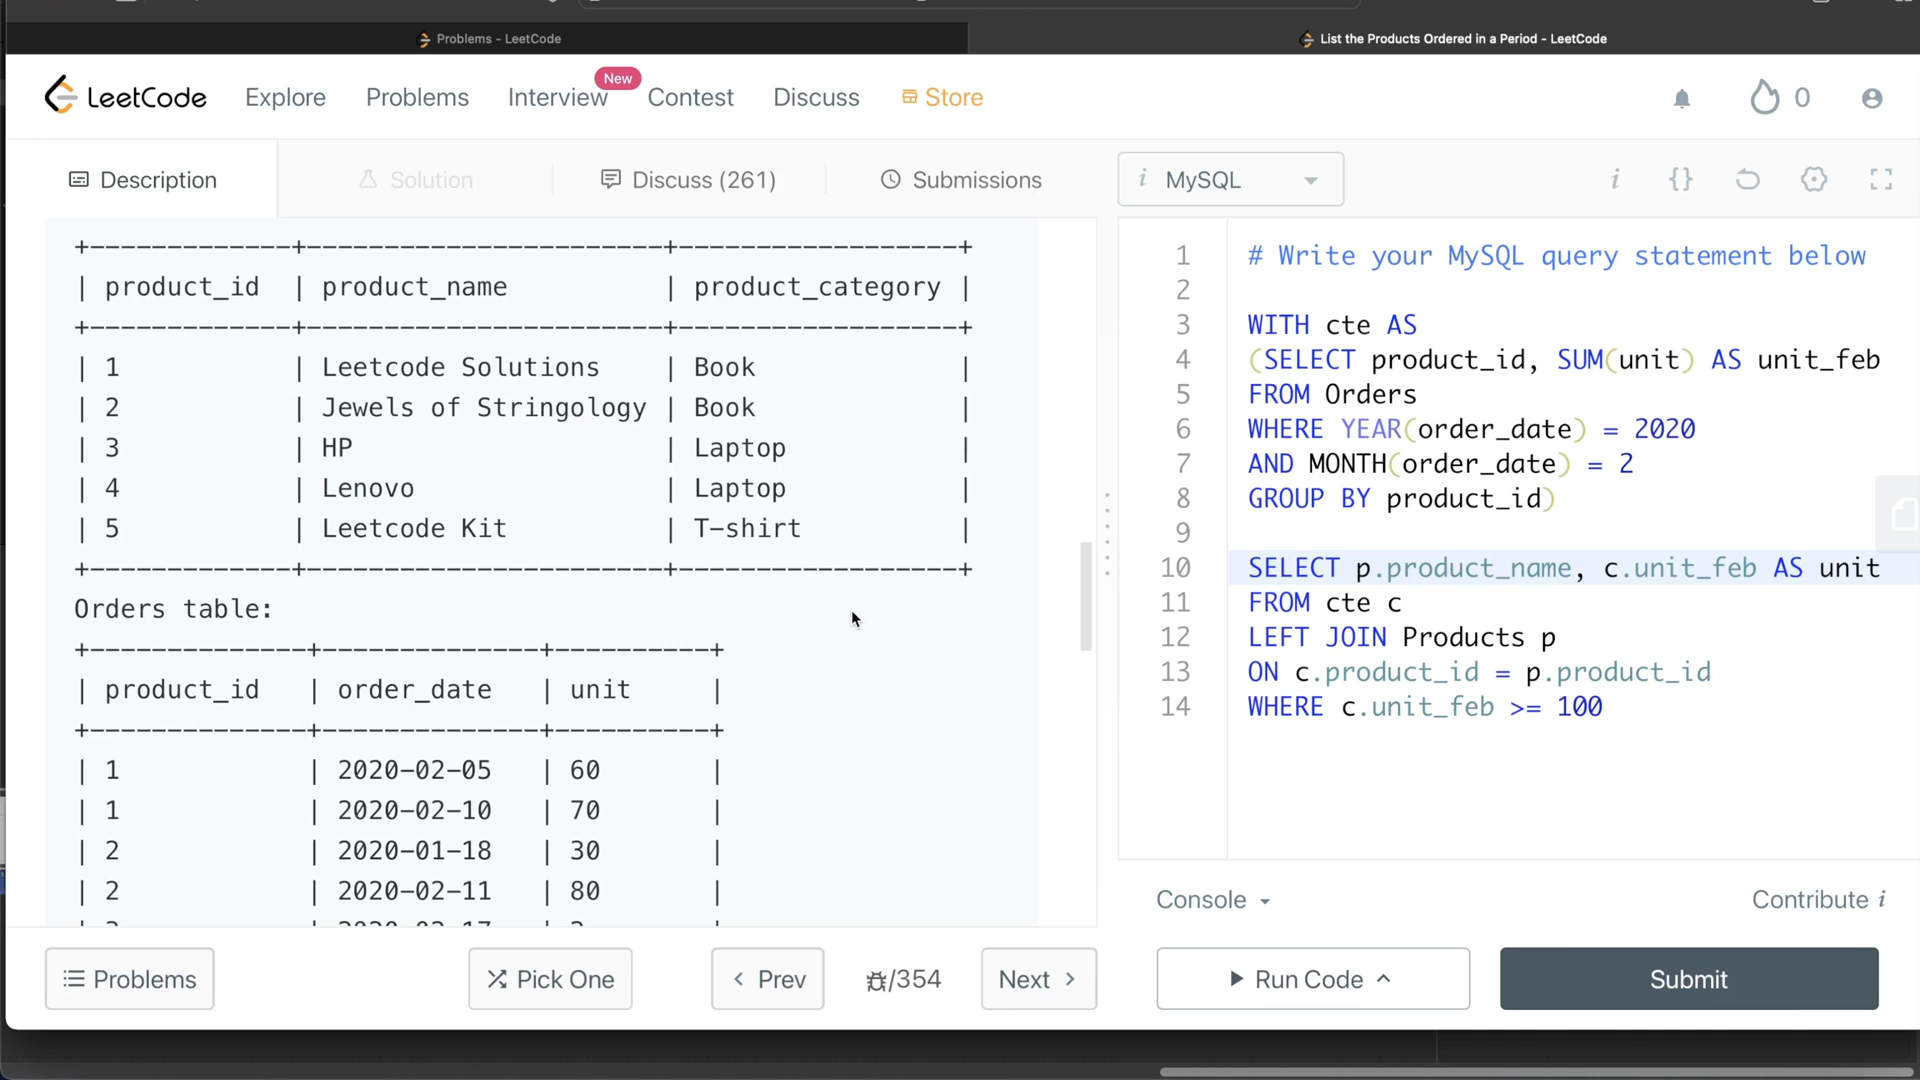 Problems - LeetCode
List the Products Ordered in a Period - LeetCode
LeetCode
Explore
Problems
Interview
New
Contest
Discuss
Store
0
Description
Solution
Discuss (261)
Submissions
i MySQL
i
{}
+--------------+------------------------+------------------+
| product_id | product_name | product_category |
+--------------+------------------------+------------------+
| 1 | Leetcode Solutions | Book |
| 2 | Jewels of Stringology | Book |
| 3 | HP | Laptop |
| 4 | Lenovo | Laptop |
| 5 | Leetcode Kit | T-shirt |
+--------------+------------------------+------------------+
Orders table:
+--------------+--------------+----------+
| product_id | order_date | unit |
+--------------+--------------+----------+
| 1 | 2020-02-05 | 60 |
| 1 | 2020-02-10 | 70 |
| 2 | 2020-01-18 | 30 |
| 2 | 2020-02-11 | 80 |
1 # Write your MySQL query statement below
2
3 WITH cte AS
4 (SELECT product_id, SUM(unit) AS unit_feb
5 FROM Orders
6 WHERE YEAR(order_date) = 2020
7 AND MONTH(order_date) = 2
8 GROUP BY product_id)
9
10 SELECT p.product_name, c.unit_feb AS unit
11 FROM cte c
12 LEFT JOIN Products p
13 ON c.product_id = p.product_id
14 WHERE c.unit_feb >= 100
Console
Contribute i
Problems
Pick One
Prev
/354
Next
Run Code
Submit